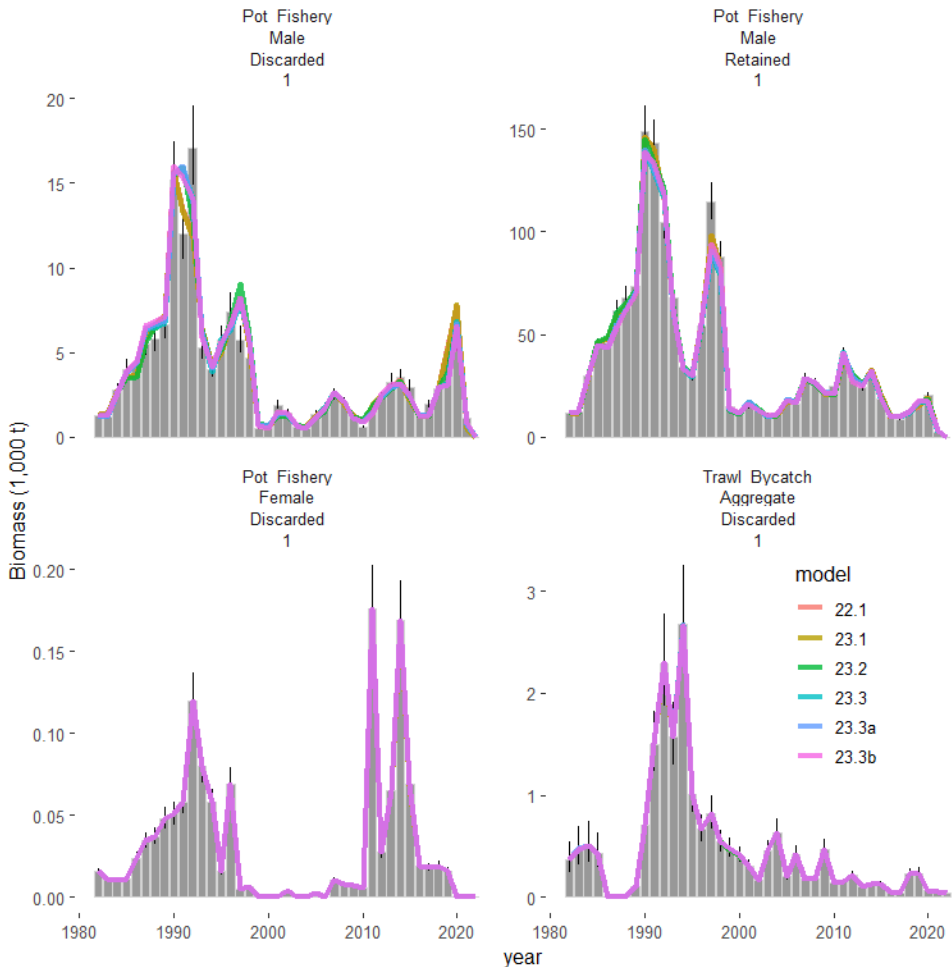 Pot Fishery
Male
Discarded
1
Pot Fishery
Male
Retained
1
20
15
10
5
0
150
100
50
0
Biomass (1,000 t)
Pot Fishery
Female
Discarded
1
Trawl Bycatch
Aggregate
Discarded
1
0.20
0.15
0.10
0.05
0.00
3
2
1
0
model
22.1
23.1
23.2
23.3
23.3a
23.3b
1980 1990 2000 2010 2020
1980 1990 2000 2010 2020
year